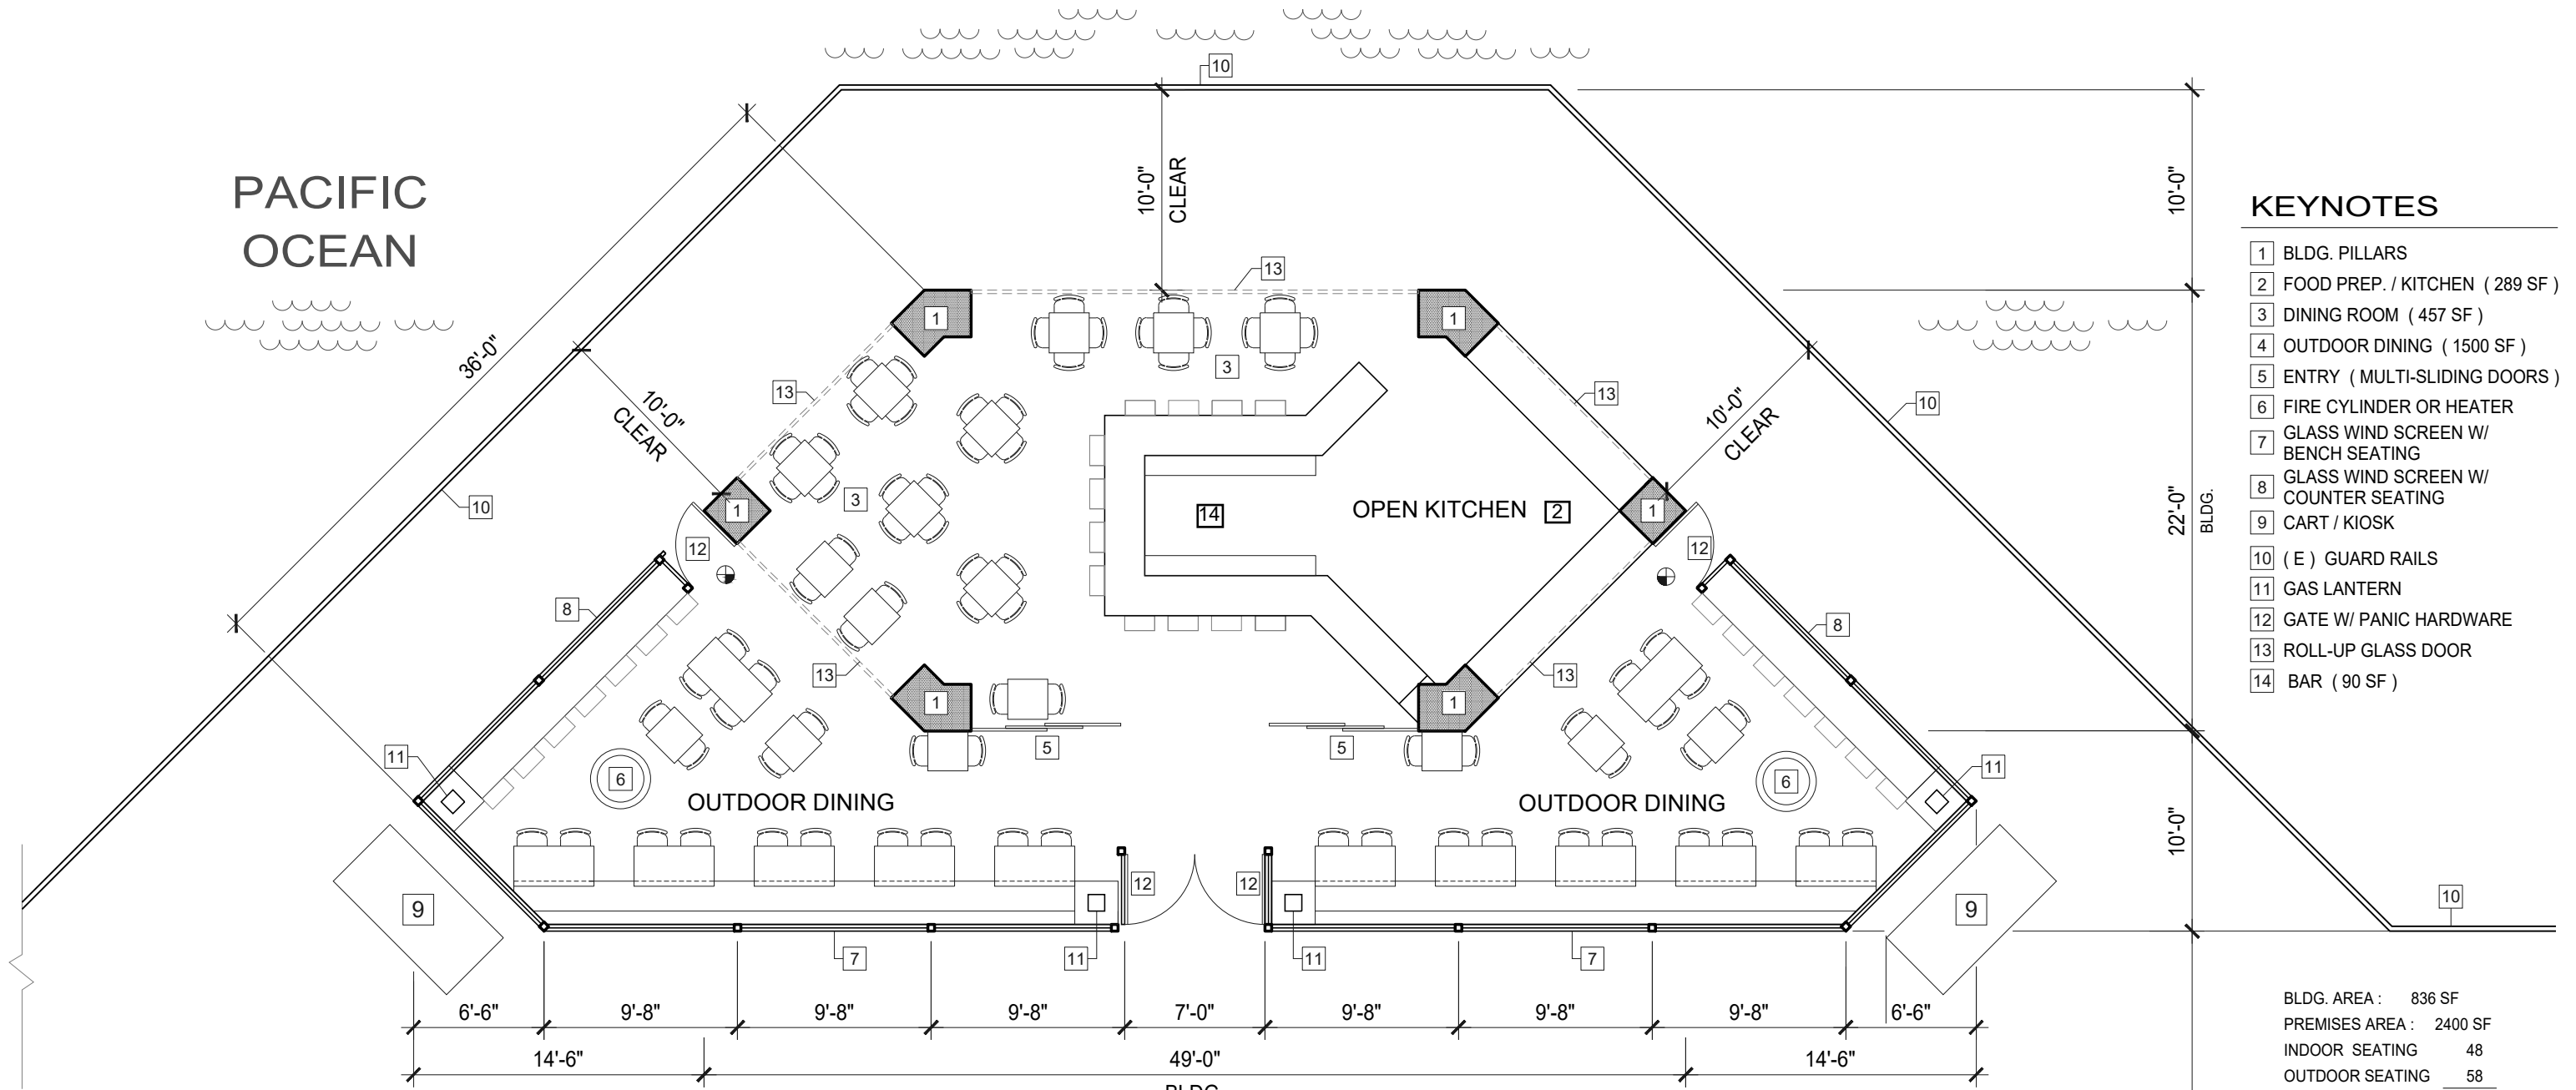 10
PACIFIC
OCEAN
10'-0"
CLEAR
10'-0"
36'-0"
13
1
1
3
13
13
10'-0"
CLEAR
10'-0"
CLEAR
10
10
3
1
1
14
OPEN KITCHEN 2
12
12
22'-0"
BLDG.
8
8
13
13
1
1
5
5
11
11
6
6
OUTDOOR DINING
OUTDOOR DINING
10'-0"
12
12
9
9
10
7
11
11
7
6'-6"
9'-8"
9'-8"
9'-8"
7'-0"
9'-8"
9'-8"
9'-8"
6'-6"
14'-6"
49'-0"
14'-6"
BLDG.
KEYNOTES
1 BLDG. PILLARS
2 FOOD PREP. / KITCHEN ( 289 SF )
3 DINING ROOM ( 457 SF )
4 OUTDOOR DINING ( 1500 SF )
5 ENTRY ( MULTI-SLIDING DOORS )
6 FIRE CYLINDER OR HEATER
7 GLASS WIND SCREEN W/
BENCH SEATING
8 GLASS WIND SCREEN W/
COUNTER SEATING
9 CART / KIOSK
10 ( E ) GUARD RAILS
11 GAS LANTERN
12 GATE W/ PANIC HARDWARE
13 ROLL-UP GLASS DOOR
14 BAR ( 90 SF )
BLDG. AREA : 836 SF
PREMISES AREA : 2400 SF
INDOOR SEATING 48
OUTDOOR SEATING 58